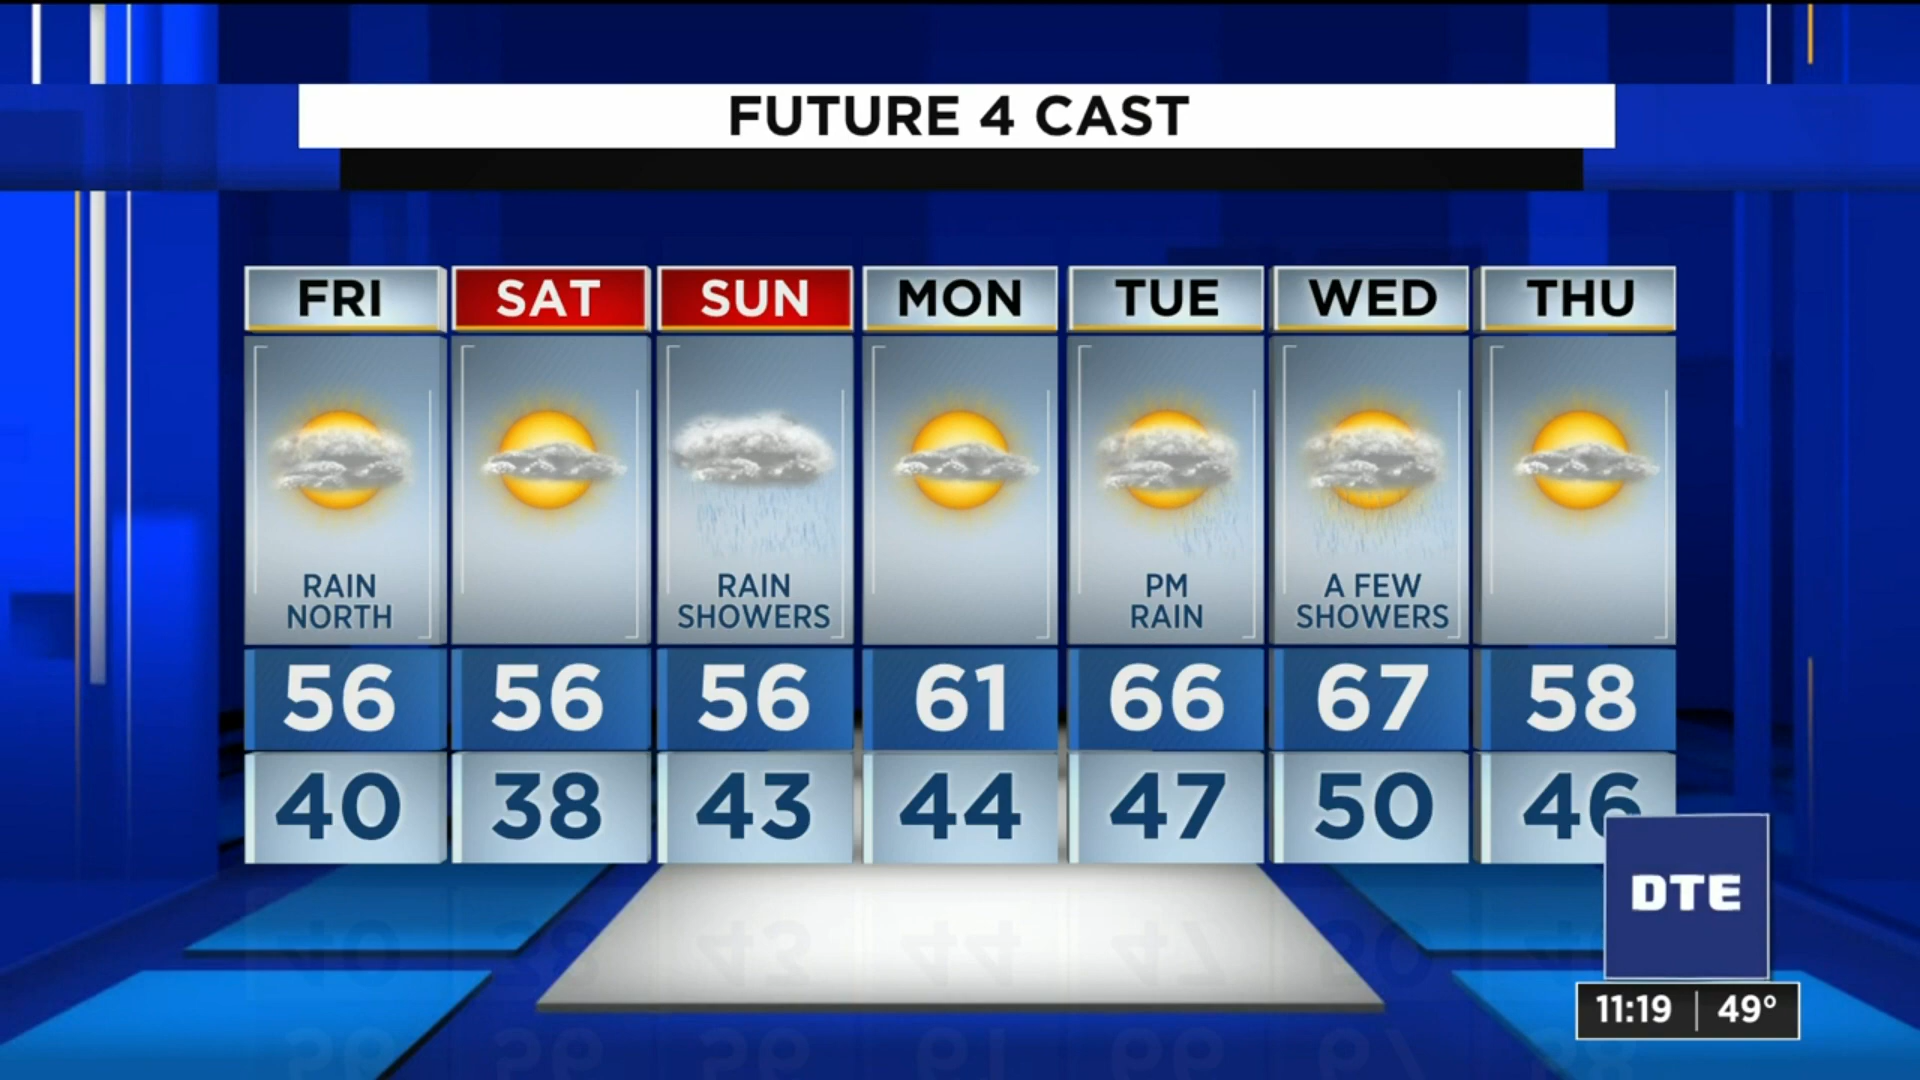 FUTURE 4 CAST
FRI SAT SUN MON TUE WED THU
RAIN NORTH
RAIN SHOWERS
PM RAIN
A FEW SHOWERS
56 56 56 61 66 67 58
40 38 43 44 47 50 46
DTE
11:19 49°